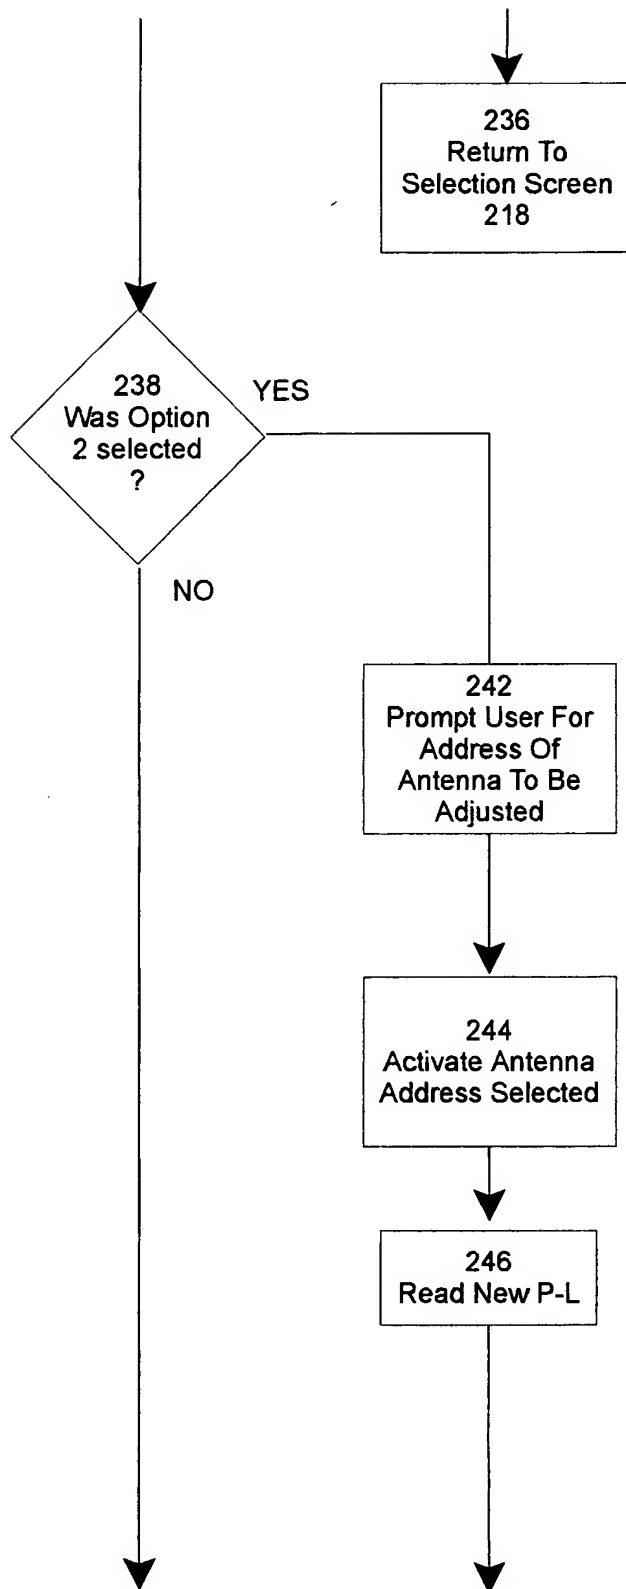 236
Return To
Selection Screen
218
238
Was Option
2 selected
?
YES
NO
242
Prompt User For
Address Of
Antenna To Be
Adjusted
244
Activate Antenna
Address Selected
246
Read New P-L